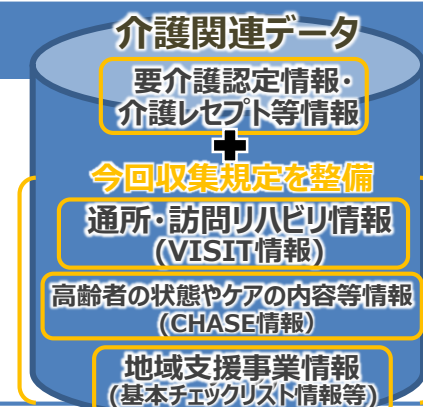 介護関連データ
要介護認定情報・
介護レセプト等情報
+
今回収集規定を整備
通所・訪問リハビリ情報
(VISIT情報)
高齢者の状態やケアの内容等情報
(CHASE情報)
地域支援事業情報
(基本チェックリスト情報等)